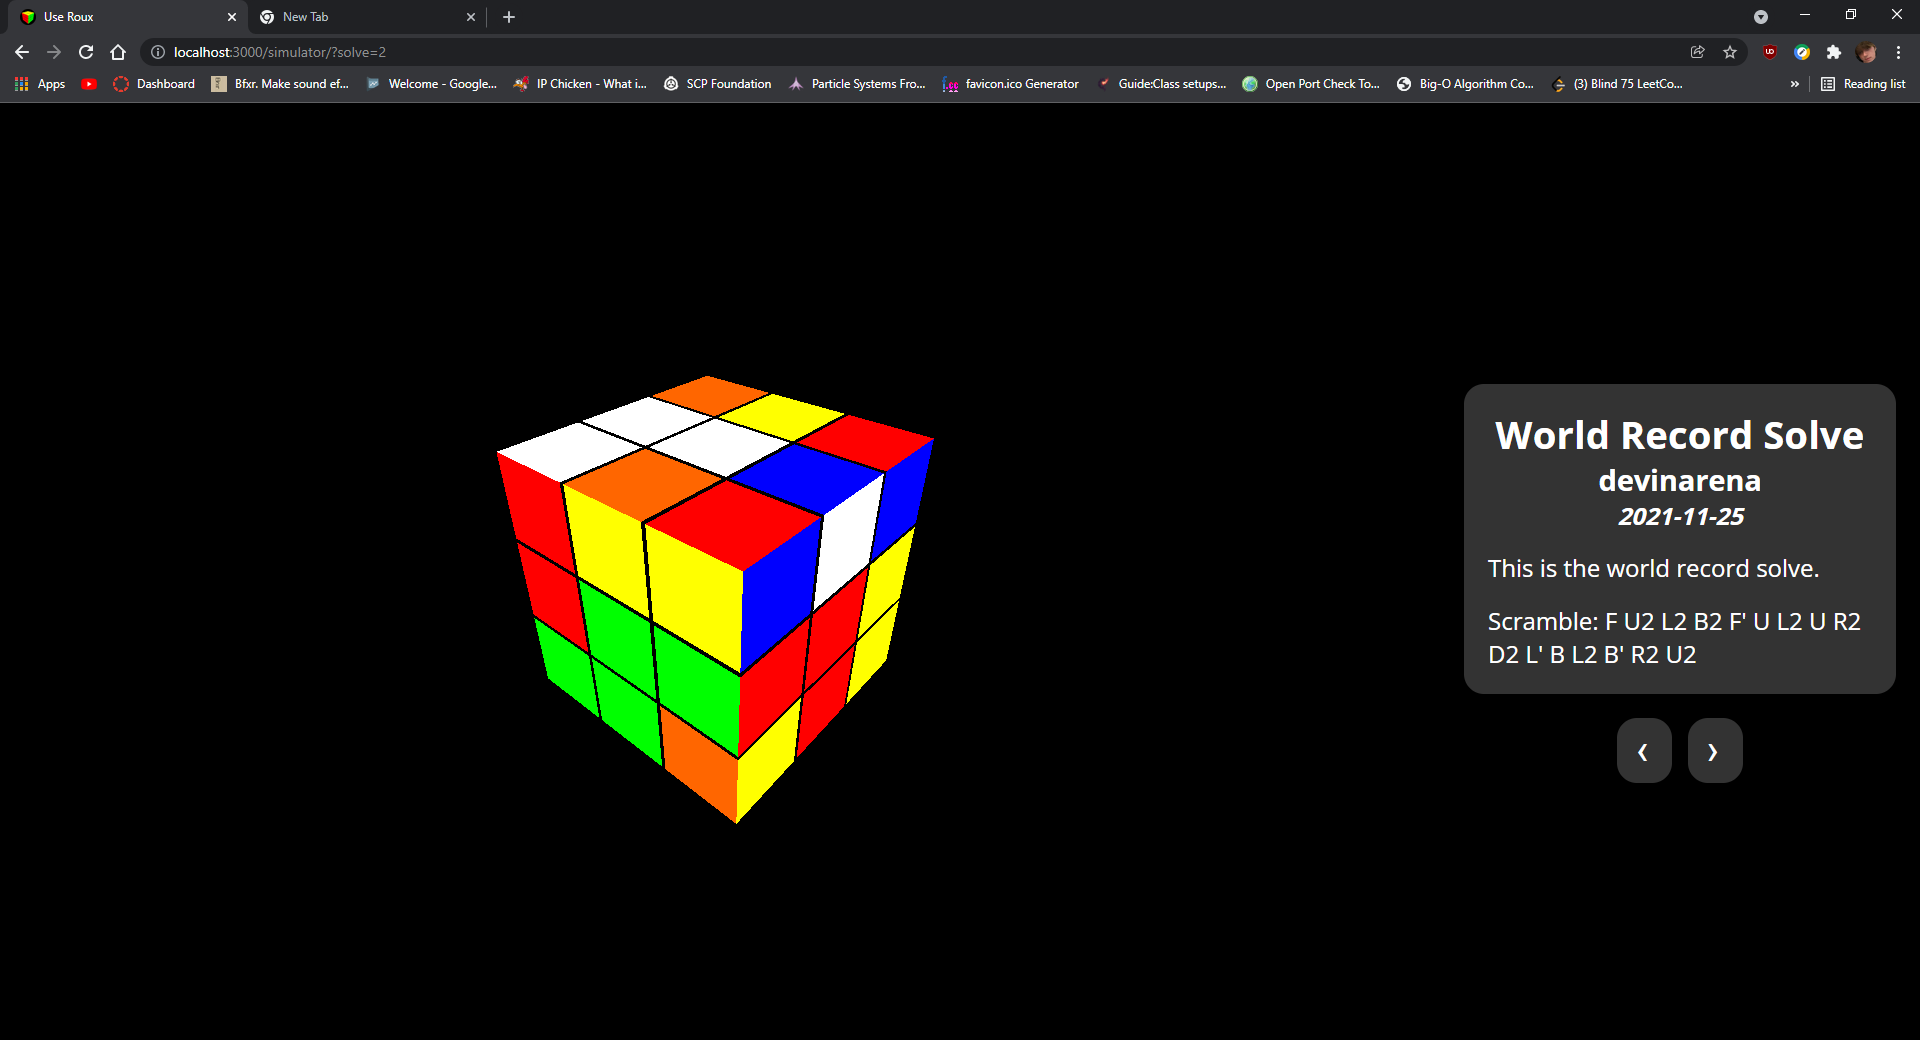 Use Roux
New Tab
localhost:3000/simulator/?solve=2
Apps
Dashboard
Bfxr. Make sound ef...
Welcome - Google...
IP Chicken - What i...
SCP Foundation
Particle Systems Fro...
favicon.ico Generator
Guide:Class setups...
Open Port Check To...
Big-O Algorithm Co...
(3) Blind 75 LeetCo...
»
Reading list
World Record Solve
devinarena
2021-11-25
This is the world record solve.
Scramble: F U2 L2 B2 F' U L2 U R2
D2 L' B L2 B' R2 U2